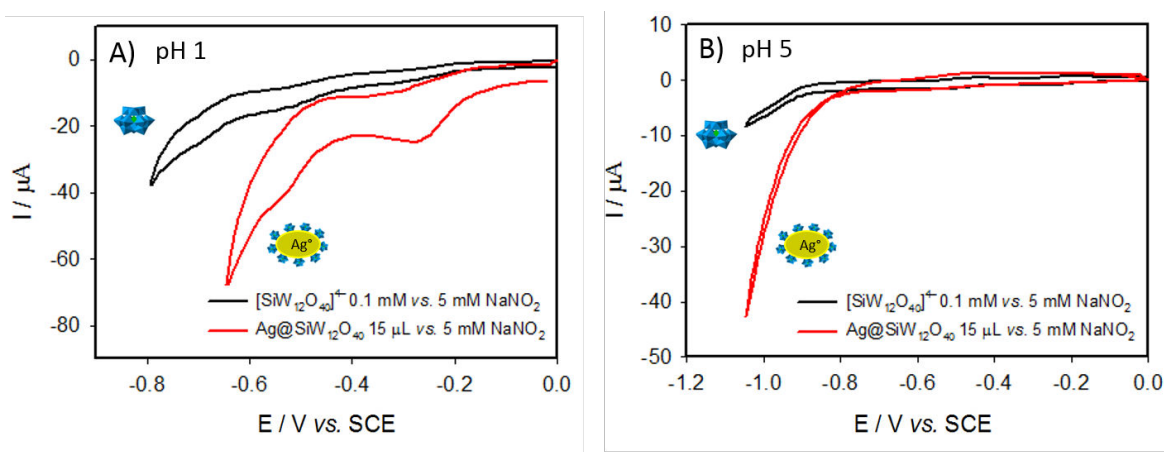 A) pH 1
0
-20
-40
-60
-80
I / µA
Ag°
[SiW₁₂O₄₀]⁴⁻ 0.1 mM vs. 5 mM NaNO₂
Ag@SiW₁₂O₄₀ 15 µL vs. 5 mM NaNO₂
-0.8 -0.6 -0.4 -0.2 0.0
E / V vs. SCE
B) pH 5
10
0
-10
-20
-30
-40
-50
I / µA
Ag°
[SiW₁₂O₄₀]⁴⁻ 0.1 mM vs. 5 mM NaNO₂
Ag@SiW₁₂O₄₀ 15 µL vs. 5 mM NaNO₂
-1.2 -1.0 -0.8 -0.6 -0.4 -0.2 0.0
E / V vs. SCE